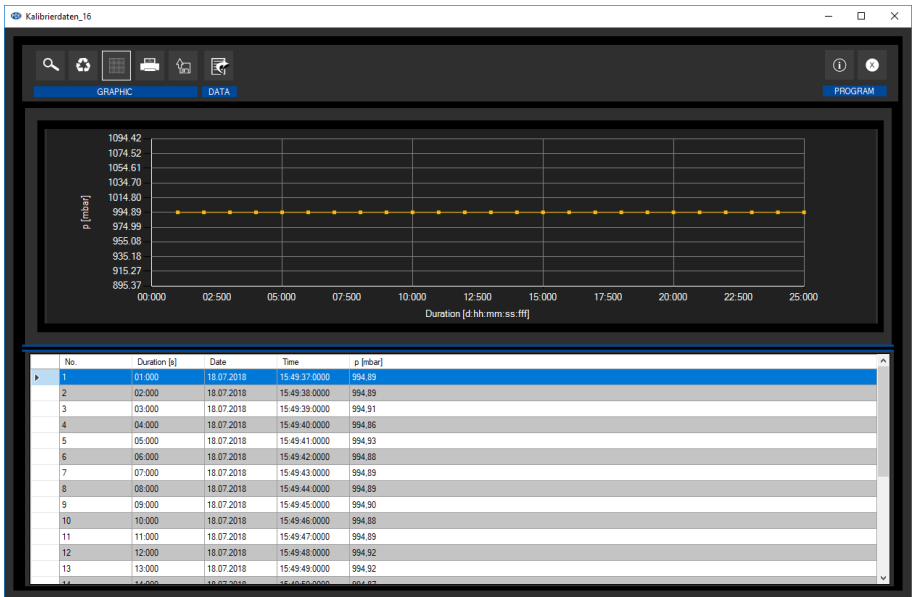 Kalibrierdaten_16
GRAPHIC DATA PROGRAM
1094.42
1074.52
1054.61
1034.70
1014.80
994.89
974.99
955.08
935.18
915.27
895.37
p [mbar]
00:000 02:500 05:000 07:500 10:000 12:500 15:000 17:500 20:000 22:500 25:000
Duration [d:hh:mm:ss:fff]
No. Duration [s] Date Time p [mbar]
1 01:000 18.07.2018 15:49:37:0000 994,89
2 02:000 18.07.2018 15:49:38:0000 994,89
3 03:000 18.07.2018 15:49:39:0000 994,91
4 04:000 18.07.2018 15:49:40:0000 994,86
5 05:000 18.07.2018 15:49:41:0000 994,93
6 06:000 18.07.2018 15:49:42:0000 994,88
7 07:000 18.07.2018 15:49:43:0000 994,89
8 08:000 18.07.2018 15:49:44:0000 994,89
9 09:000 18.07.2018 15:49:45:0000 994,90
10 10:000 18.07.2018 15:49:46:0000 994,88
11 11:000 18.07.2018 15:49:47:0000 994,89
12 12:000 18.07.2018 15:49:48:0000 994,92
13 13:000 18.07.2018 15:49:49:0000 994,92